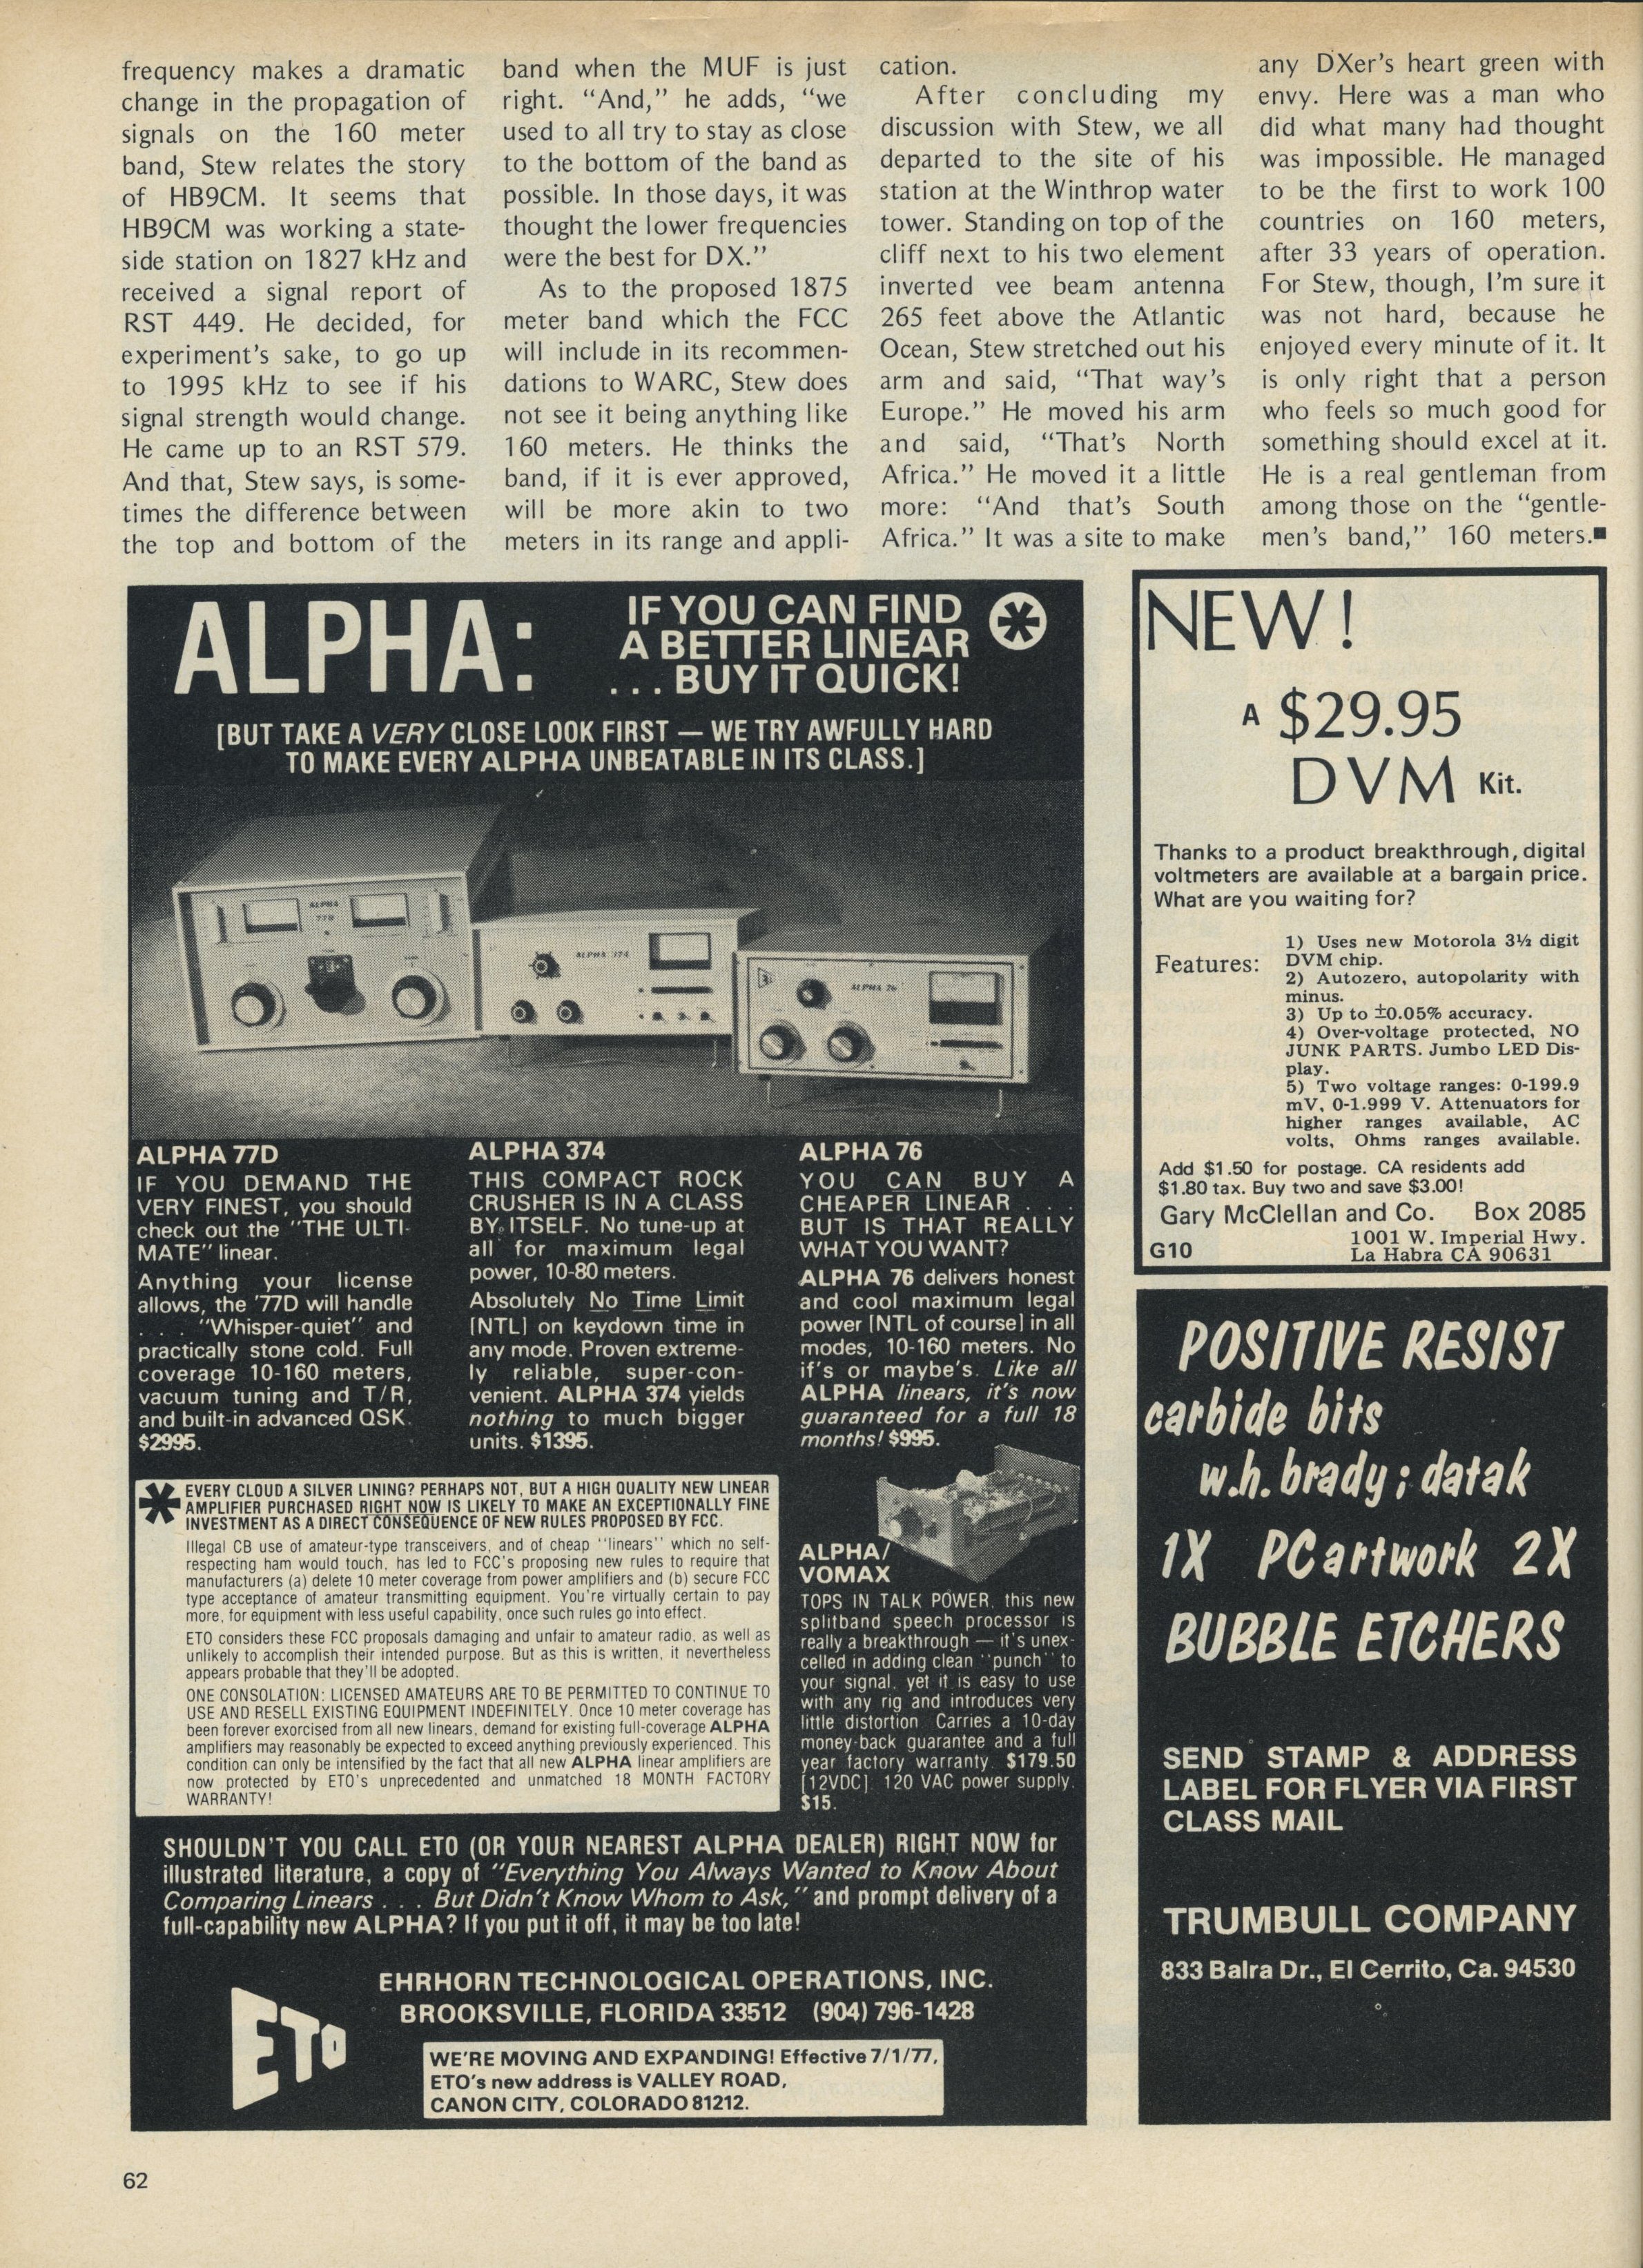 frequency makes a dramatic
change in the propagation of
signals on the 160 meter
band, Stew relates the story
of HB9CM. It seems that
HB9CM was working a state-
side station on 1827 kHz and
received a signal report of
RST 449. He decided, for
experiment's sake, to go up
to 1995 kHz to see if his
signal strength would change.
He came up to an RST 579.
And that, Stew says, is some-
times the difference between
the top and bottom of the
band when the MUF is just
right. "And," he adds, "we
used to all try to stay as close
to the bottom of the band as
possible. In those days, it was
thought the lower frequencies
were the best for DX."
As to the proposed 1875
meter band which the FCC
will include in its recommen-
dations to WARC, Stew does
not see it being anything like
160 meters. He thinks the
band, if it is ever approved,
will be more akin to two
meters in its range and appli-
cation.
After concluding my
discussion with Stew, we all
departed to the site of his
station at the Winthrop water
tower. Standing on top of the
cliff next to his two element
inverted vee beam antenna
265 feet above the Atlantic
Ocean, Stew stretched out his
arm and said, "That way's
Europe." He moved his arm
and said, "That's North
Africa." He moved it a little
more: "And that's South
Africa." It was a site to make
any DXer's heart green with
envy. Here was a man who
did what many had thought
was impossible. He managed
to be the first to work 100
countries on 160 meters,
after 33 years of operation.
For Stew, though, I'm sure it
was not hard, because he
enjoyed every minute of it. It
is only right that a person
who feels so much good for
something should excel at it.
He is a real gentleman from
among those on the "gentle-
men's band," 160 meters.■
ALPHA:
IF YOU CAN FIND
A BETTER LINEAR
... BUY IT QUICK!
*
[BUT TAKE A VERY CLOSE LOOK FIRST — WE TRY AWFULLY HARD
TO MAKE EVERY ALPHA UNBEATABLE IN ITS CLASS.]
ALPHA
77D
ALPHA 374
ALPHA 76
ALPHA 77D
IF YOU DEMAND THE
VERY FINEST, you should
check out the "THE ULTI-
MATE" linear.
Anything your license
allows, the '77D will handle
. . . "Whisper-quiet" and
practically stone cold. Full
coverage 10-160 meters,
vacuum tuning and T/R,
and built-in advanced QSK.
$2995.
ALPHA 374
THIS COMPACT ROCK
CRUSHER IS IN A CLASS
BY ITSELF. No tune-up at
all for maximum legal
power, 10-80 meters.
Absolutely No Time Limit
[NTL] on keydown time in
any mode. Proven extreme-
ly reliable, super-con-
venient. ALPHA 374 yields
nothing to much bigger
units. $1395.
ALPHA 76
YOU CAN BUY A
CHEAPER LINEAR . . .
BUT IS THAT REALLY
WHAT YOU WANT?
ALPHA 76 delivers honest
and cool maximum legal
power [NTL of course] in all
modes, 10-160 meters. No
if's or maybe's. Like all
ALPHA linears, it's now
guaranteed for a full 18
months! $995.
* EVERY CLOUD A SILVER LINING? PERHAPS NOT, BUT A HIGH QUALITY NEW LINEAR
AMPLIFIER PURCHASED RIGHT NOW IS LIKELY TO MAKE AN EXCEPTIONALLY FINE
INVESTMENT AS A DIRECT CONSEQUENCE OF NEW RULES PROPOSED BY FCC.
Illegal CB use of amateur-type transceivers, and of cheap "linears" which no self-
respecting ham would touch, has led to FCC's proposing new rules to require that
manufacturers (a) delete 10 meter coverage from power amplifiers and (b) secure FCC
type acceptance of amateur transmitting equipment. You're virtually certain to pay
more, for equipment with less useful capability, once such rules go into effect.
ETO considers these FCC proposals damaging and unfair to amateur radio, as well as
unlikely to accomplish their intended purpose. But as this is written, it nevertheless
appears probable that they'll be adopted.
ONE CONSOLATION: LICENSED AMATEURS ARE TO BE PERMITTED TO CONTINUE TO
USE AND RESELL EXISTING EQUIPMENT INDEFINITELY. Once 10 meter coverage has
been forever exorcised from all new linears, demand for existing full-coverage ALPHA
amplifiers may reasonably be expected to exceed anything previously experienced. This
condition can only be intensified by the fact that all new ALPHA linear amplifiers are
now protected by ETO's unprecedented and unmatched 18 MONTH FACTORY
WARRANTY!
ALPHA/
VOMAX
TOPS IN TALK POWER, this new
splitband speech processor is
really a breakthrough — it's unex-
celled in adding clean "punch" to
your signal, yet it is easy to use
with any rig and introduces very
little distortion. Carries a 10-day
money-back guarantee and a full
year factory warranty. $179.50
[12VDC]. 120 VAC power supply,
$15.
SHOULDN'T YOU CALL ETO (OR YOUR NEAREST ALPHA DEALER) RIGHT NOW for
illustrated literature, a copy of "Everything You Always Wanted to Know About
Comparing Linears . . . But Didn't Know Whom to Ask," and prompt delivery of a
full-capability new ALPHA? If you put it off, it may be too late!
ETO
EHRHORN TECHNOLOGICAL OPERATIONS, INC.
BROOKSVILLE, FLORIDA 33512 (904) 796-1428
WE'RE MOVING AND EXPANDING! Effective 7/1/77,
ETO's new address is VALLEY ROAD,
CANON CITY, COLORADO 81212.
NEW!
A $29.95
DVM Kit.
Thanks to a product breakthrough, digital
voltmeters are available at a bargain price.
What are you waiting for?
Features:
1) Uses new Motorola 3½ digit
DVM chip.
2) Autozero, autopolarity with
minus.
3) Up to ±0.05% accuracy.
4) Over-voltage protected, NO
JUNK PARTS. Jumbo LED Dis-
play.
5) Two voltage ranges: 0-199.9
mV, 0-1.999 V. Attenuators for
higher ranges available, AC
volts, Ohms ranges available.
Add $1.50 for postage. CA residents add
$1.80 tax. Buy two and save $3.00!
Gary McClellan and Co. Box 2085
1001 W. Imperial Hwy.
G10 La Habra CA 90631
POSITIVE RESIST
carbide bits
w.h. brady; datak
1X PC artwork 2X
BUBBLE ETCHERS
SEND STAMP & ADDRESS
LABEL FOR FLYER VIA FIRST
CLASS MAIL
TRUMBULL COMPANY
833 Balra Dr., El Cerrito, Ca. 94530
62